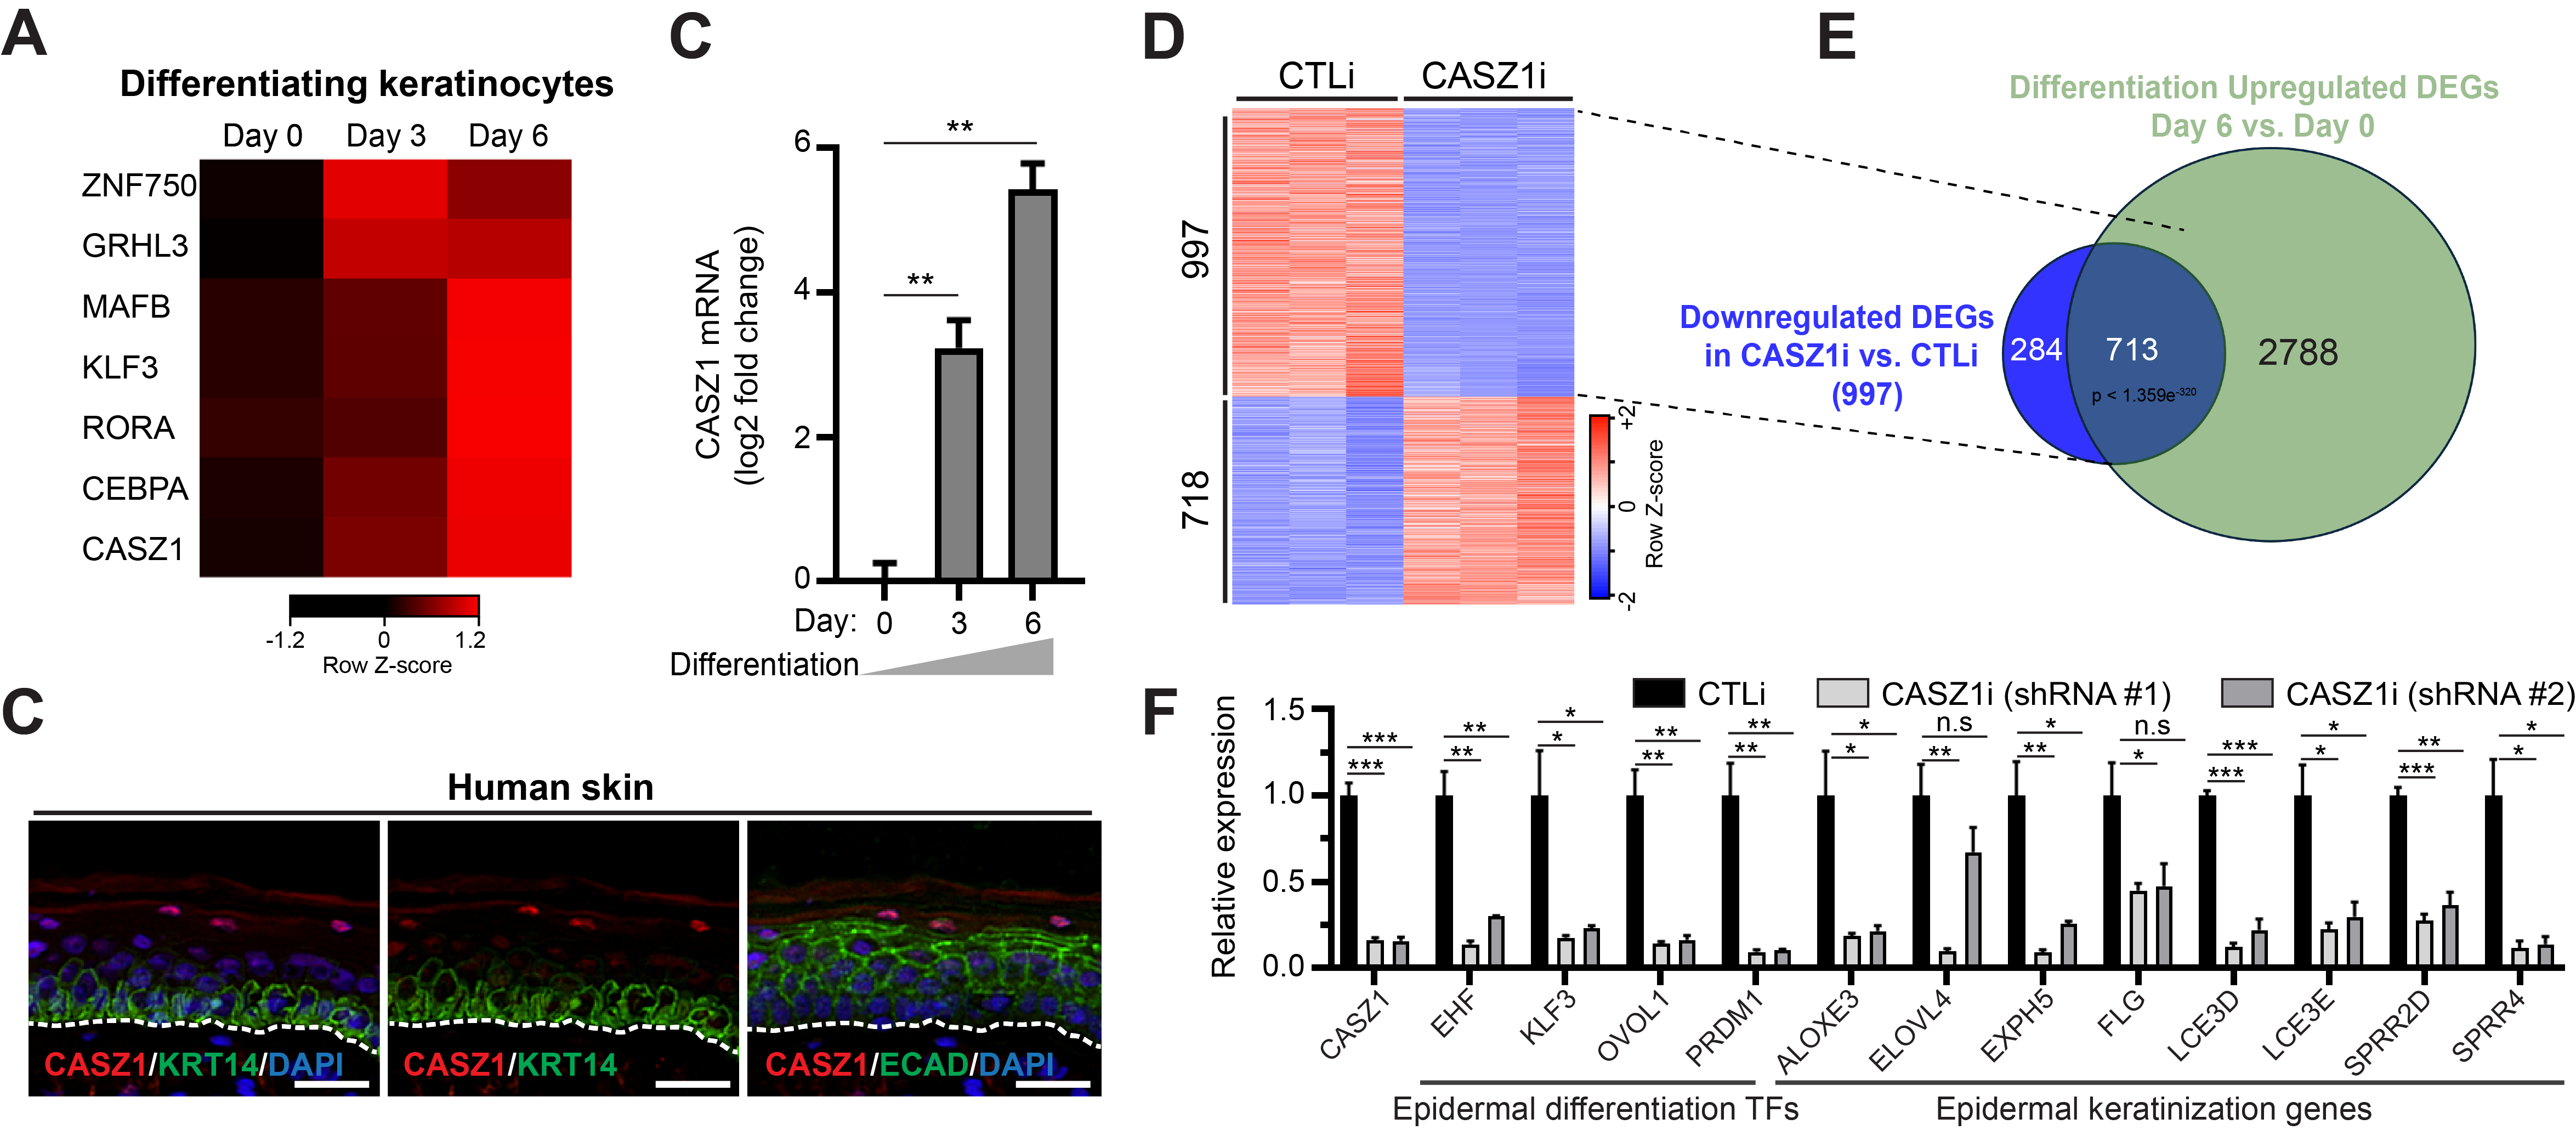 A
Differentiating keratinocytes
Day 0 Day 3 Day 6
ZNF750
GRHL3
MAFB
KLF3
RORA
CEBPA
CASZ1
-1.2 0 1.2
Row Z-score
C
CASZ1 mRNA
(log2 fold change)
6
4
2
0
**
**
Day: 0 3 6
Differentiation
D
CTLi CASZ1i
997
718
+2
0
-2
Row Z-score
E
Differentiation Upregulated DEGs
Day 6 vs. Day 0
Downregulated DEGs
in CASZ1i vs. CTLi
(997)
284 713 2788
p < 1.359e-320
C
Human skin
CASZ1/KRT14/DAPI
CASZ1/KRT14
CASZ1/ECAD/DAPI
F
CTLi CASZ1i (shRNA #1) CASZ1i (shRNA #2)
Relative expression
1.5
1.0
0.5
0.0
*** ** * ** ** * n.s * n.s *** * ** *
*** ** * ** ** * ** ** * *** * *** *
CASZ1 EHF KLF3 OVOL1 PRDM1 ALOXE3 ELOVL4 EXPH5 FLG LCE3D LCE3E SPRR2D SPRR4
Epidermal differentiation TFs Epidermal keratinization genes